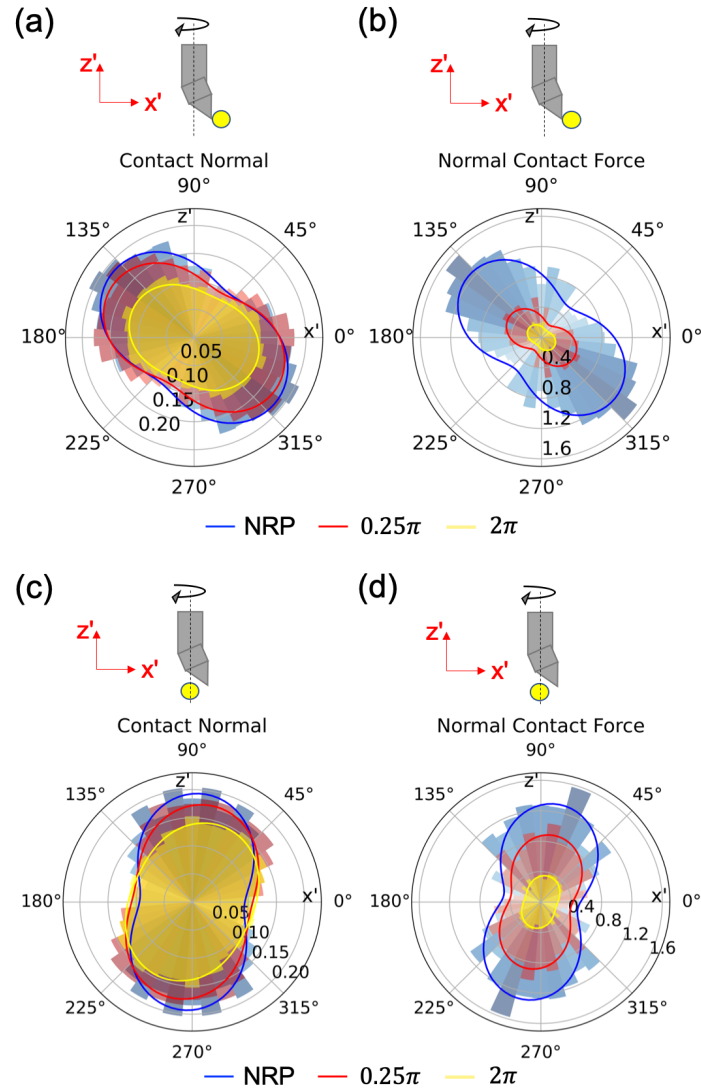 (a) (b)
z' z'
x' x'
Contact Normal Normal Contact Force
90° 90°
135° z' 45° 135° z' 45°
180° x' 0° 180° x' 0°
0.05 0.4
0.10 0.8
0.15 1.2
0.20 1.6
225° 315° 225° 315°
270° 270°
NRP 0.25π 2π
(c) (d)
z' z'
x' x'
Contact Normal Normal Contact Force
90° 90°
135° z' 45° 135° z' 45°
180° x' 0° 180° x' 0°
0.05 0.4
0.10 0.8
0.15 1.2
0.20 1.6
225° 315° 225° 315°
270° 270°
NRP 0.25π 2π